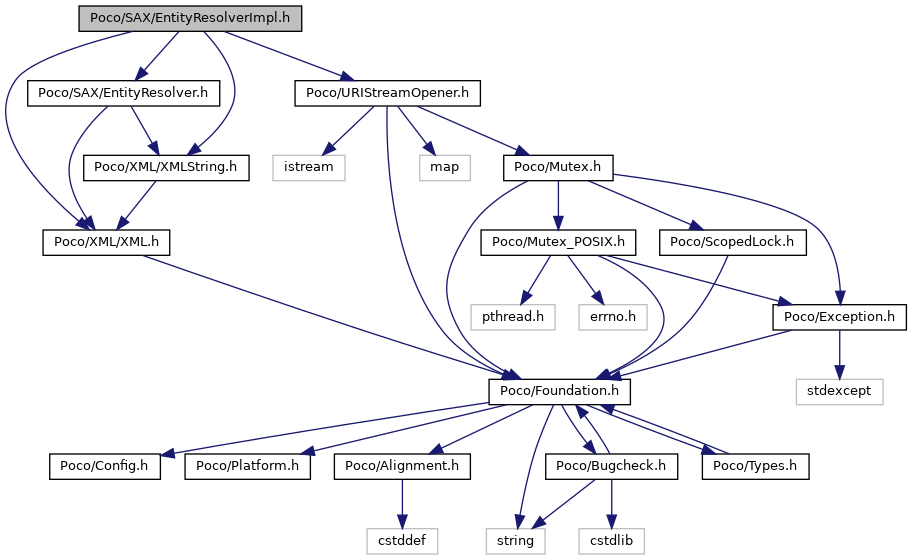 Poco/SAX/EntityResolverImpl.h
Poco/SAX/EntityResolver.h
Poco/URIStreamOpener.h
Poco/XML/XMLString.h
istream
map
Poco/Mutex.h
Poco/XML/XML.h
Poco/Mutex_POSIX.h
Poco/ScopedLock.h
pthread.h
errno.h
Poco/Exception.h
Poco/Foundation.h
stdexcept
Poco/Config.h
Poco/Platform.h
Poco/Alignment.h
Poco/Bugcheck.h
Poco/Types.h
cstddef
string
cstdlib